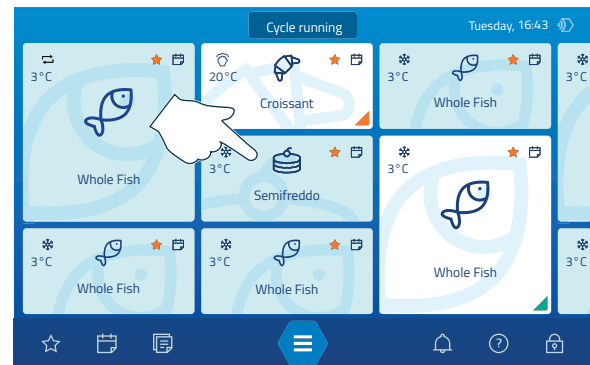 Cycle running
Tuesday, 16:43
3°C
Whole Fish
20°C
Croissant
3°C
Whole Fish
3°C
3°C
Semifreddo
3°C
Whole Fish
3°C
Whole Fish
3°C
Whole Fish
3°C
?